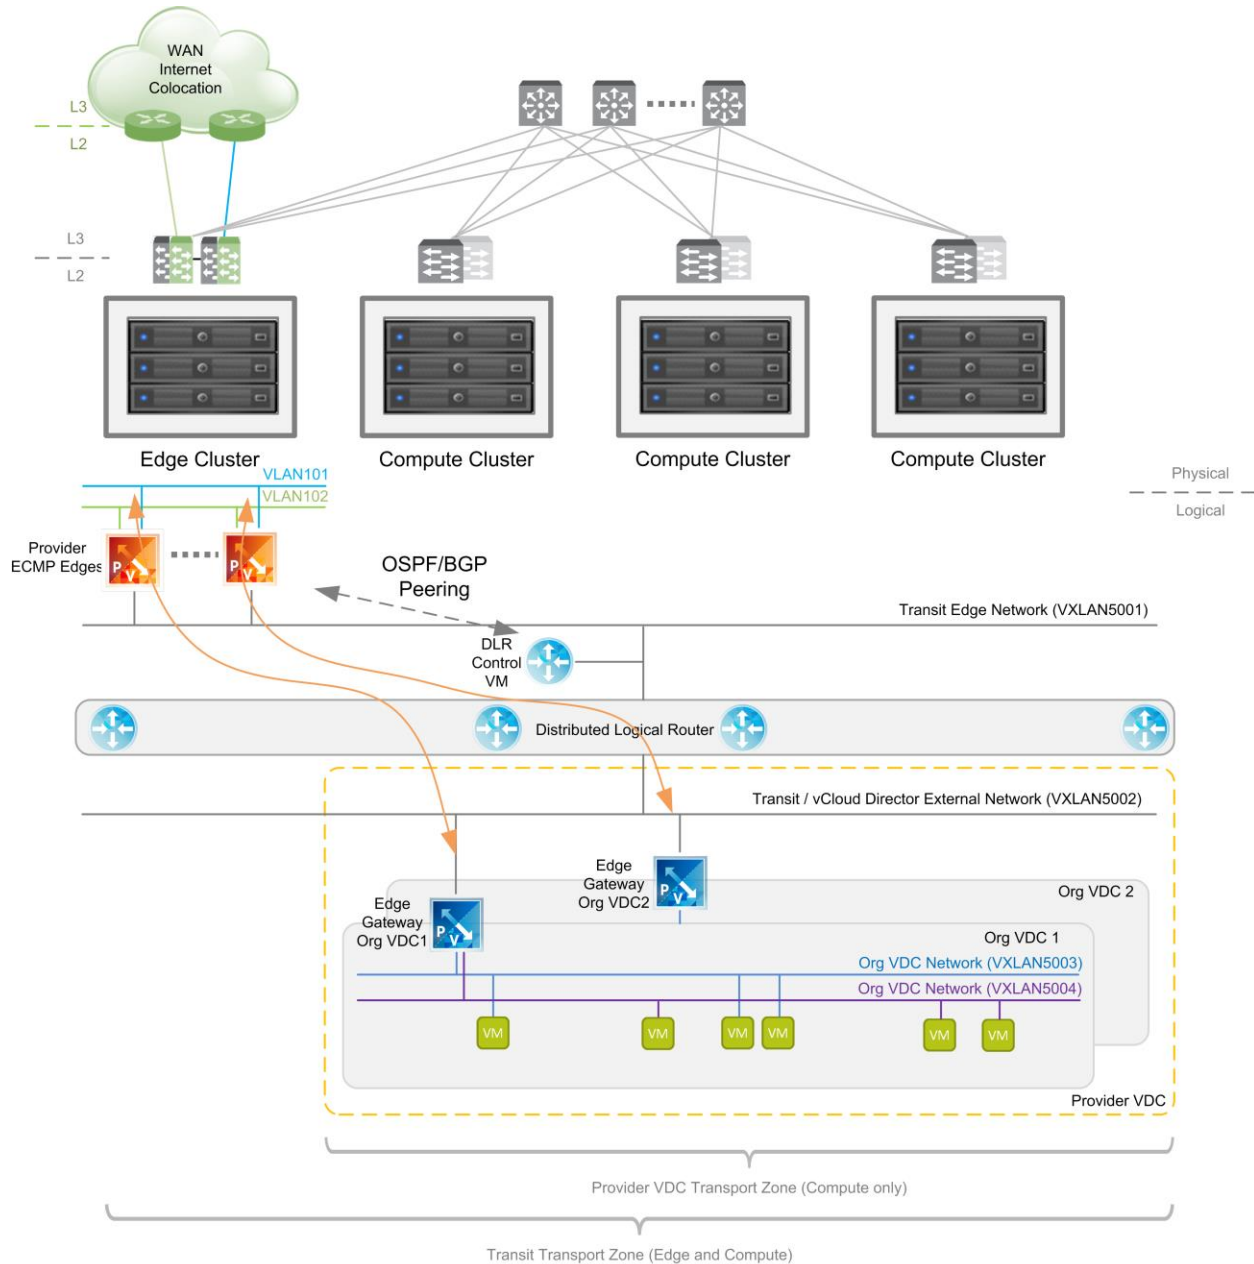 WAN
Internet
Colocation
L3
L2
L3
L2
Edge Cluster
Compute Cluster
Compute Cluster
Compute Cluster
VLAN101
VLAN102
Physical
Logical
Provider
ECMP Edges
P V
P V
OSPF/BGP
Peering
Transit Edge Network (VXLAN5001)
DLR
Control
VM
Distributed Logical Router
Transit / vCloud Director External Network (VXLAN5002)
Edge
Gateway
Org VDC2
P V
Org VDC 2
Edge
Gateway
Org VDC1
P V
Org VDC 1
Org VDC Network (VXLAN5003)
Org VDC Network (VXLAN5004)
VM
VM
VM
VM
VM
VM
Provider VDC
Provider VDC Transport Zone (Compute only)
Transit Transport Zone (Edge and Compute)